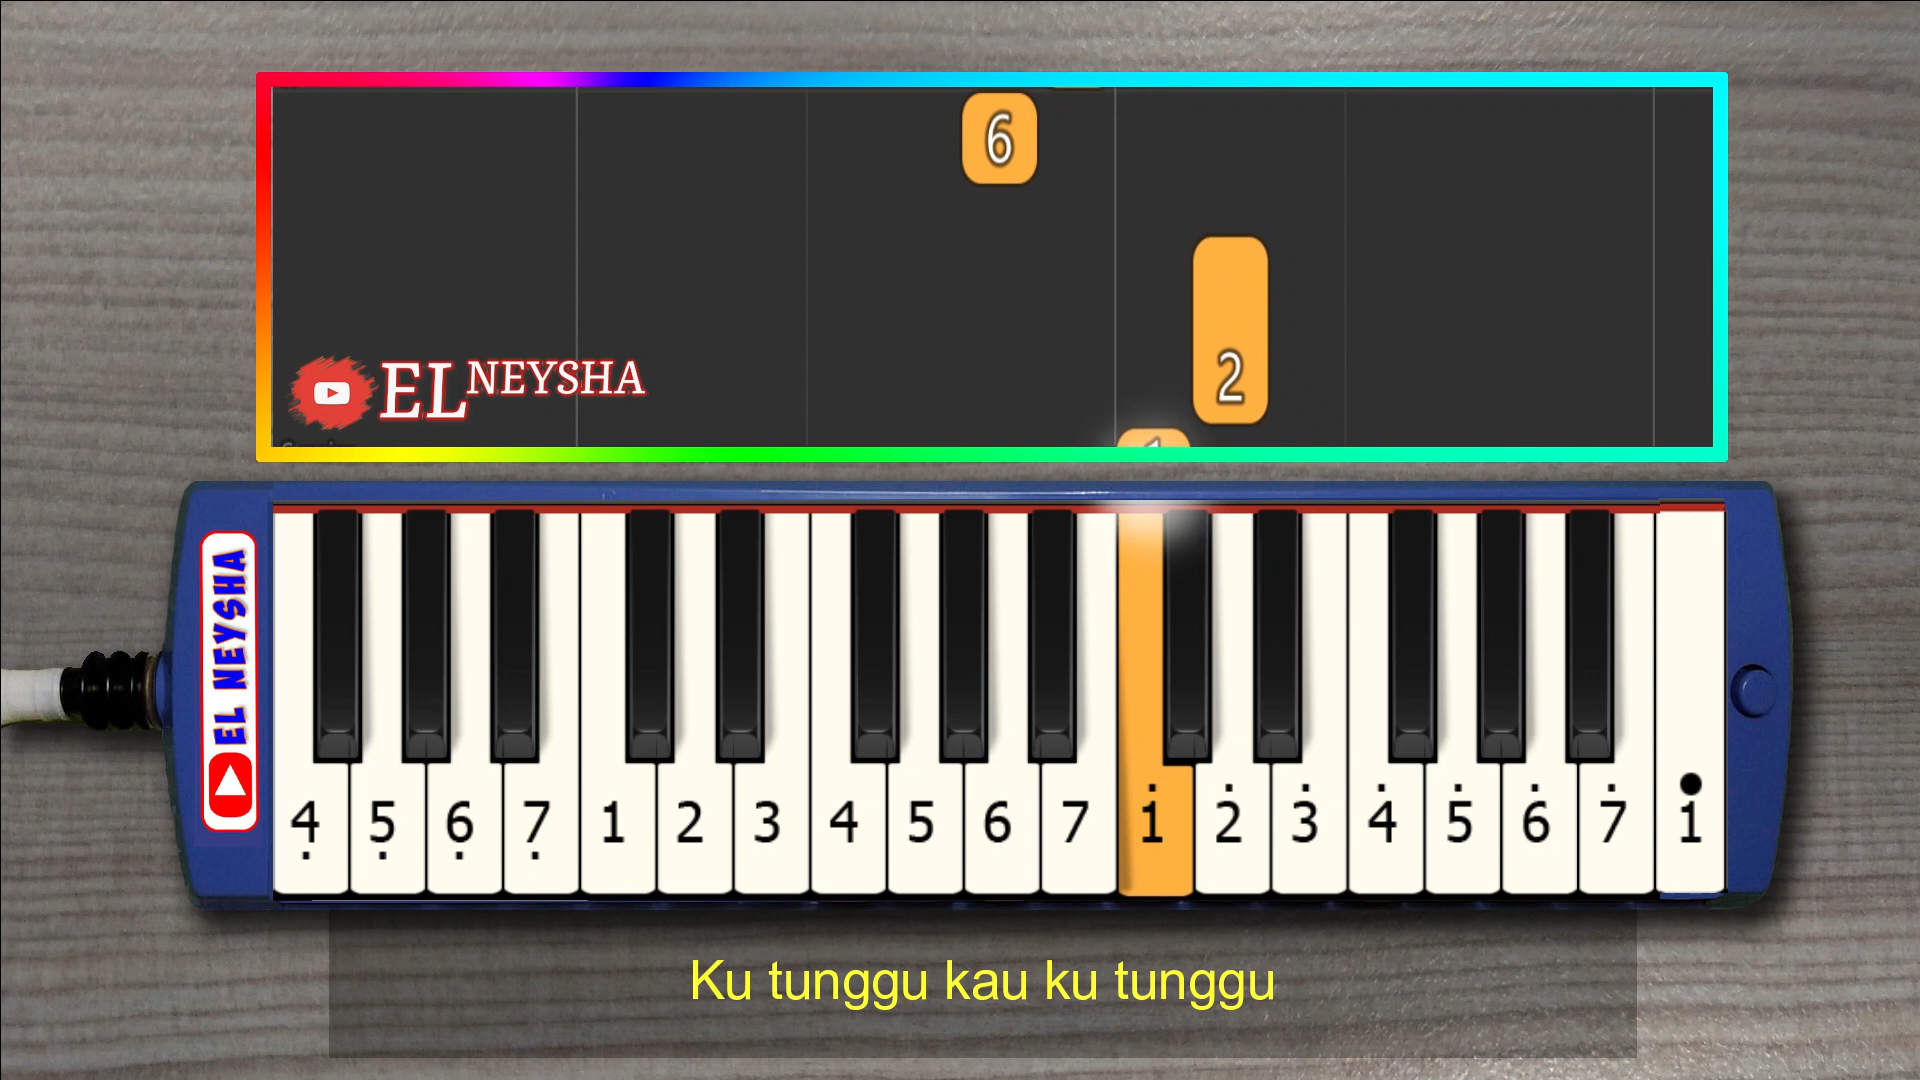 6
2
1
EL NEYSHA
EL NEYSHA
4̣ 5̣ 6̣ 7̣ 1 2 3 4 5 6 7 1̇ 2̇ 3̇ 4̇ 5̇ 6̇ 7̇ 1̇
Ku tunggu kau ku tunggu